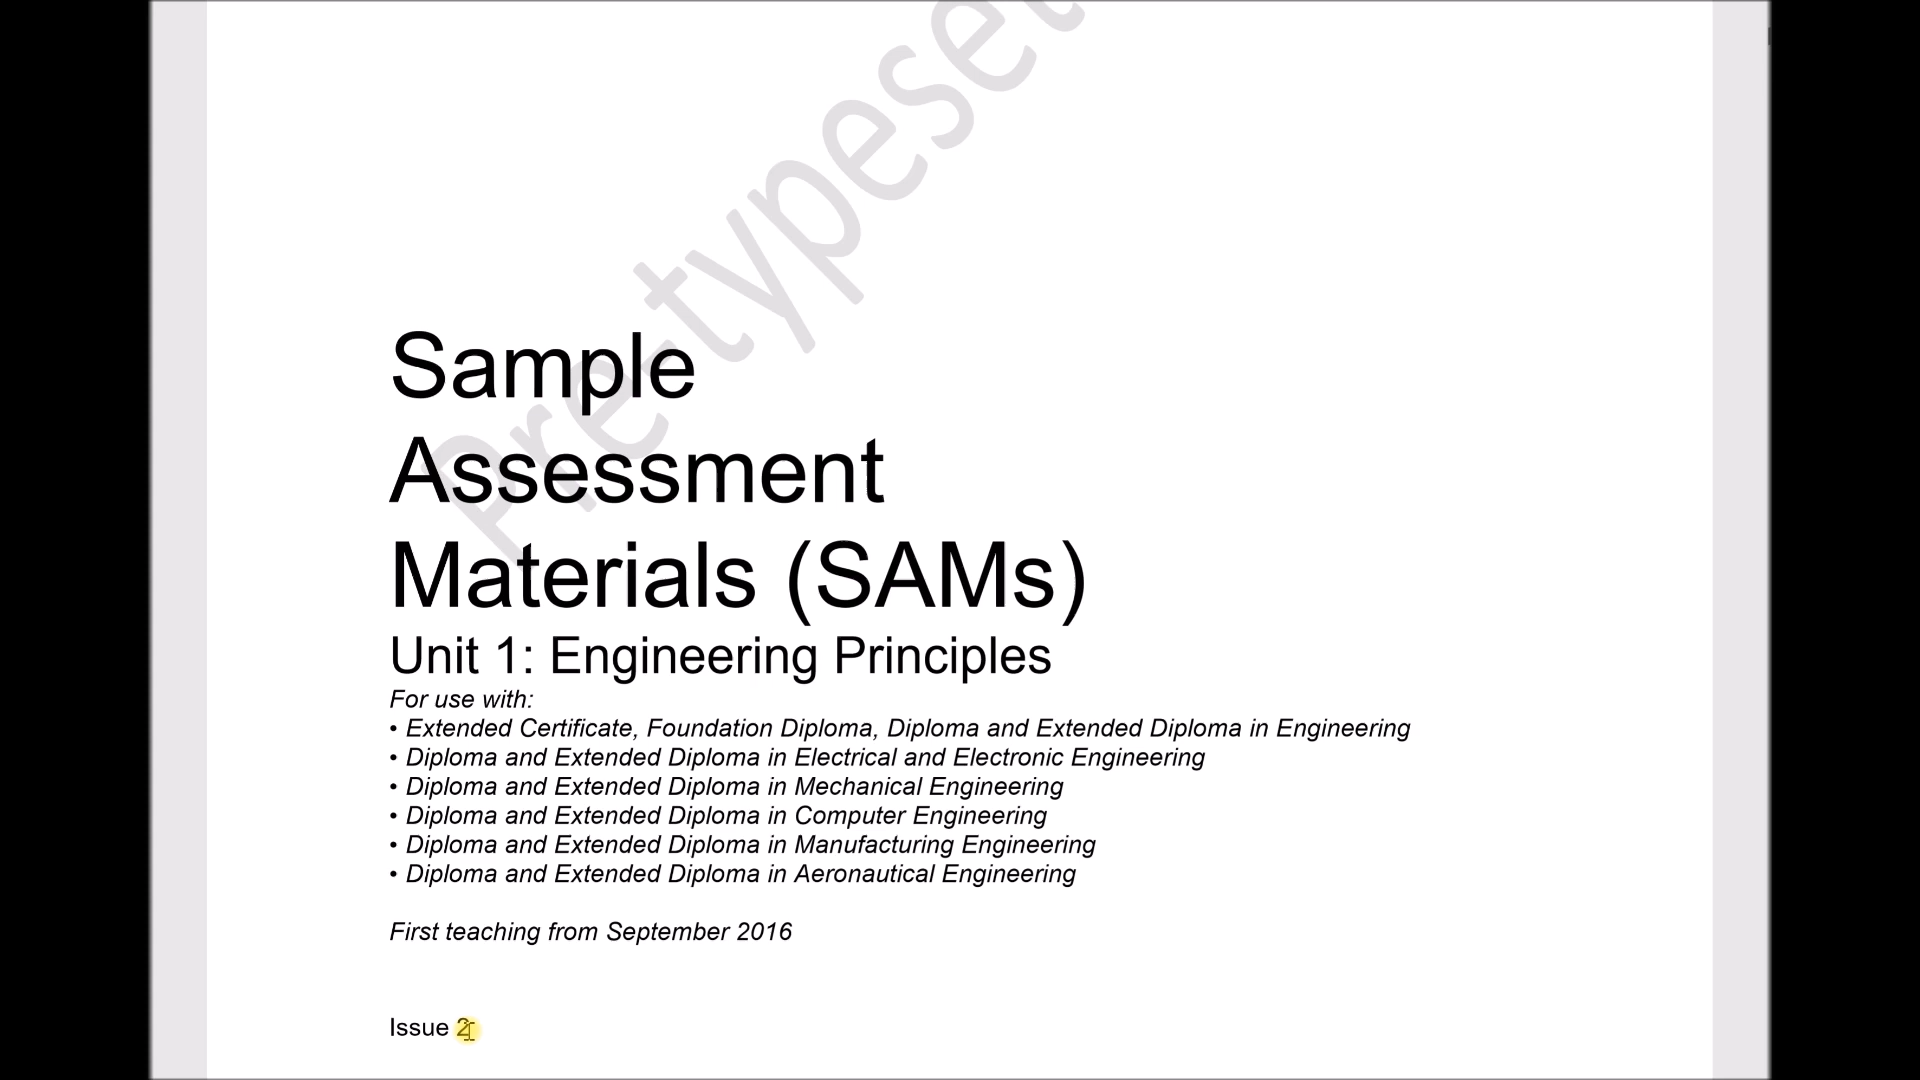 Pre-typeset
Sample
Assessment
Materials (SAMs)
Unit 1: Engineering Principles
For use with:
• Extended Certificate, Foundation Diploma, Diploma and Extended Diploma in Engineering
• Diploma and Extended Diploma in Electrical and Electronic Engineering
• Diploma and Extended Diploma in Mechanical Engineering
• Diploma and Extended Diploma in Computer Engineering
• Diploma and Extended Diploma in Manufacturing Engineering
• Diploma and Extended Diploma in Aeronautical Engineering
First teaching from September 2016
Issue 2